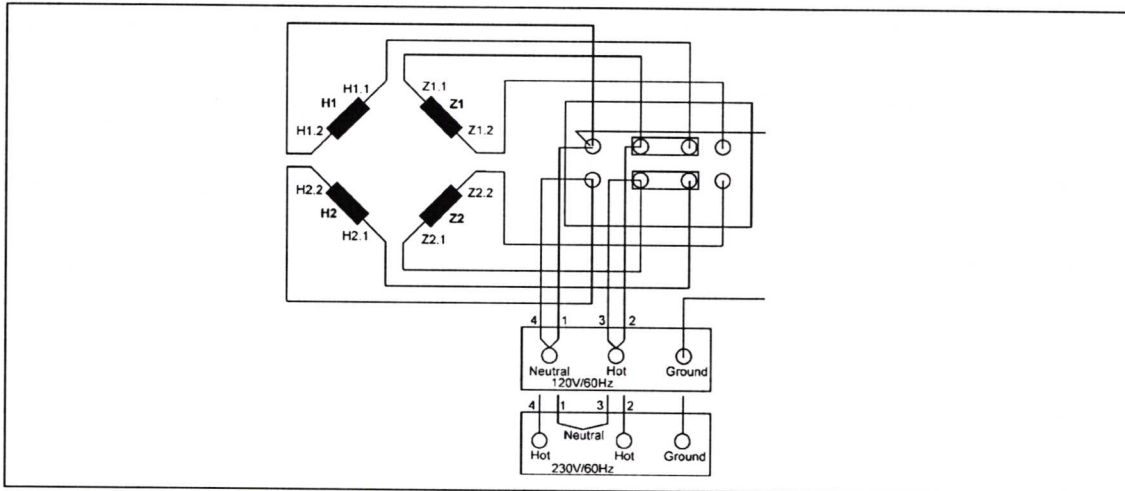 H1.1
Z1.1
H1
Z1
H1.2
Z1.2
H2.2
Z2.2
H2
Z2
H2.1
Z2.1
4 1 3 2
Neutral Hot Ground
120V/60Hz
4 1 3 2
Neutral
Hot Hot Ground
230V/60Hz